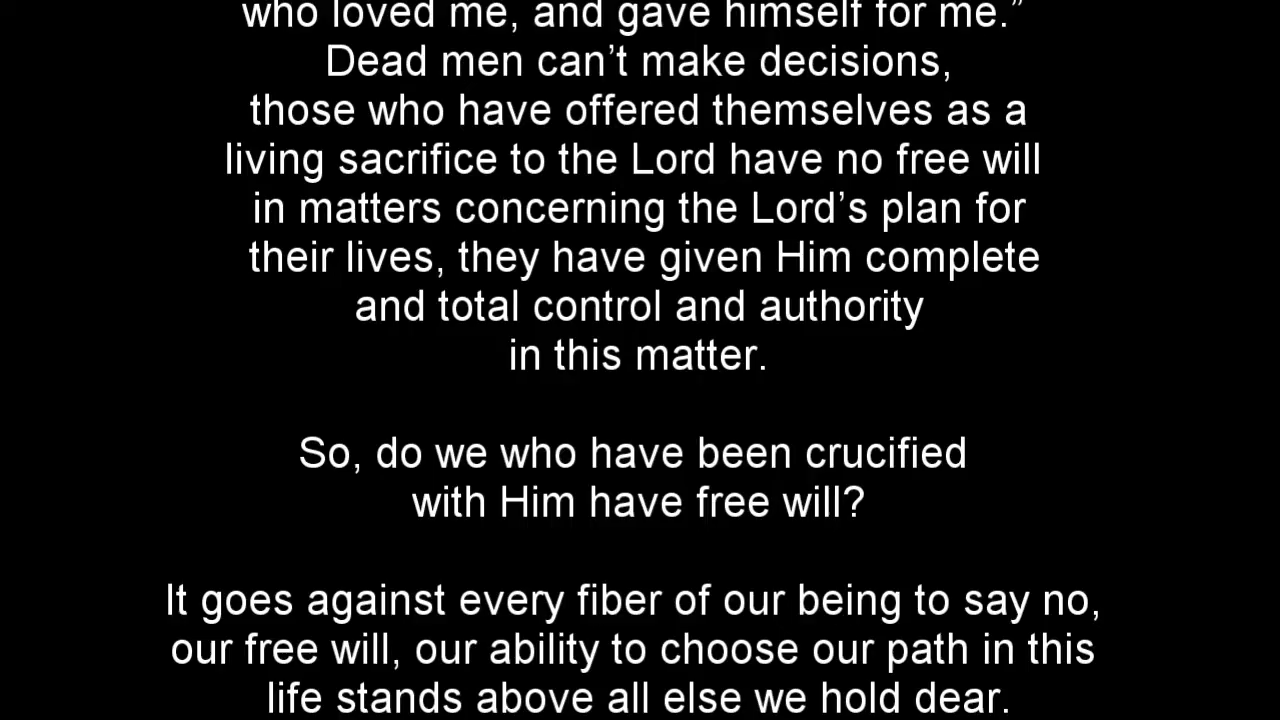 who loved me, and gave himself for me.”
Dead men can’t make decisions,
those who have offered themselves as a
living sacrifice to the Lord have no free will
in matters concerning the Lord’s plan for
their lives, they have given Him complete
and total control and authority
in this matter.
So, do we who have been crucified
with Him have free will?
It goes against every fiber of our being to say no,
our free will, our ability to choose our path in this
life stands above all else we hold dear.